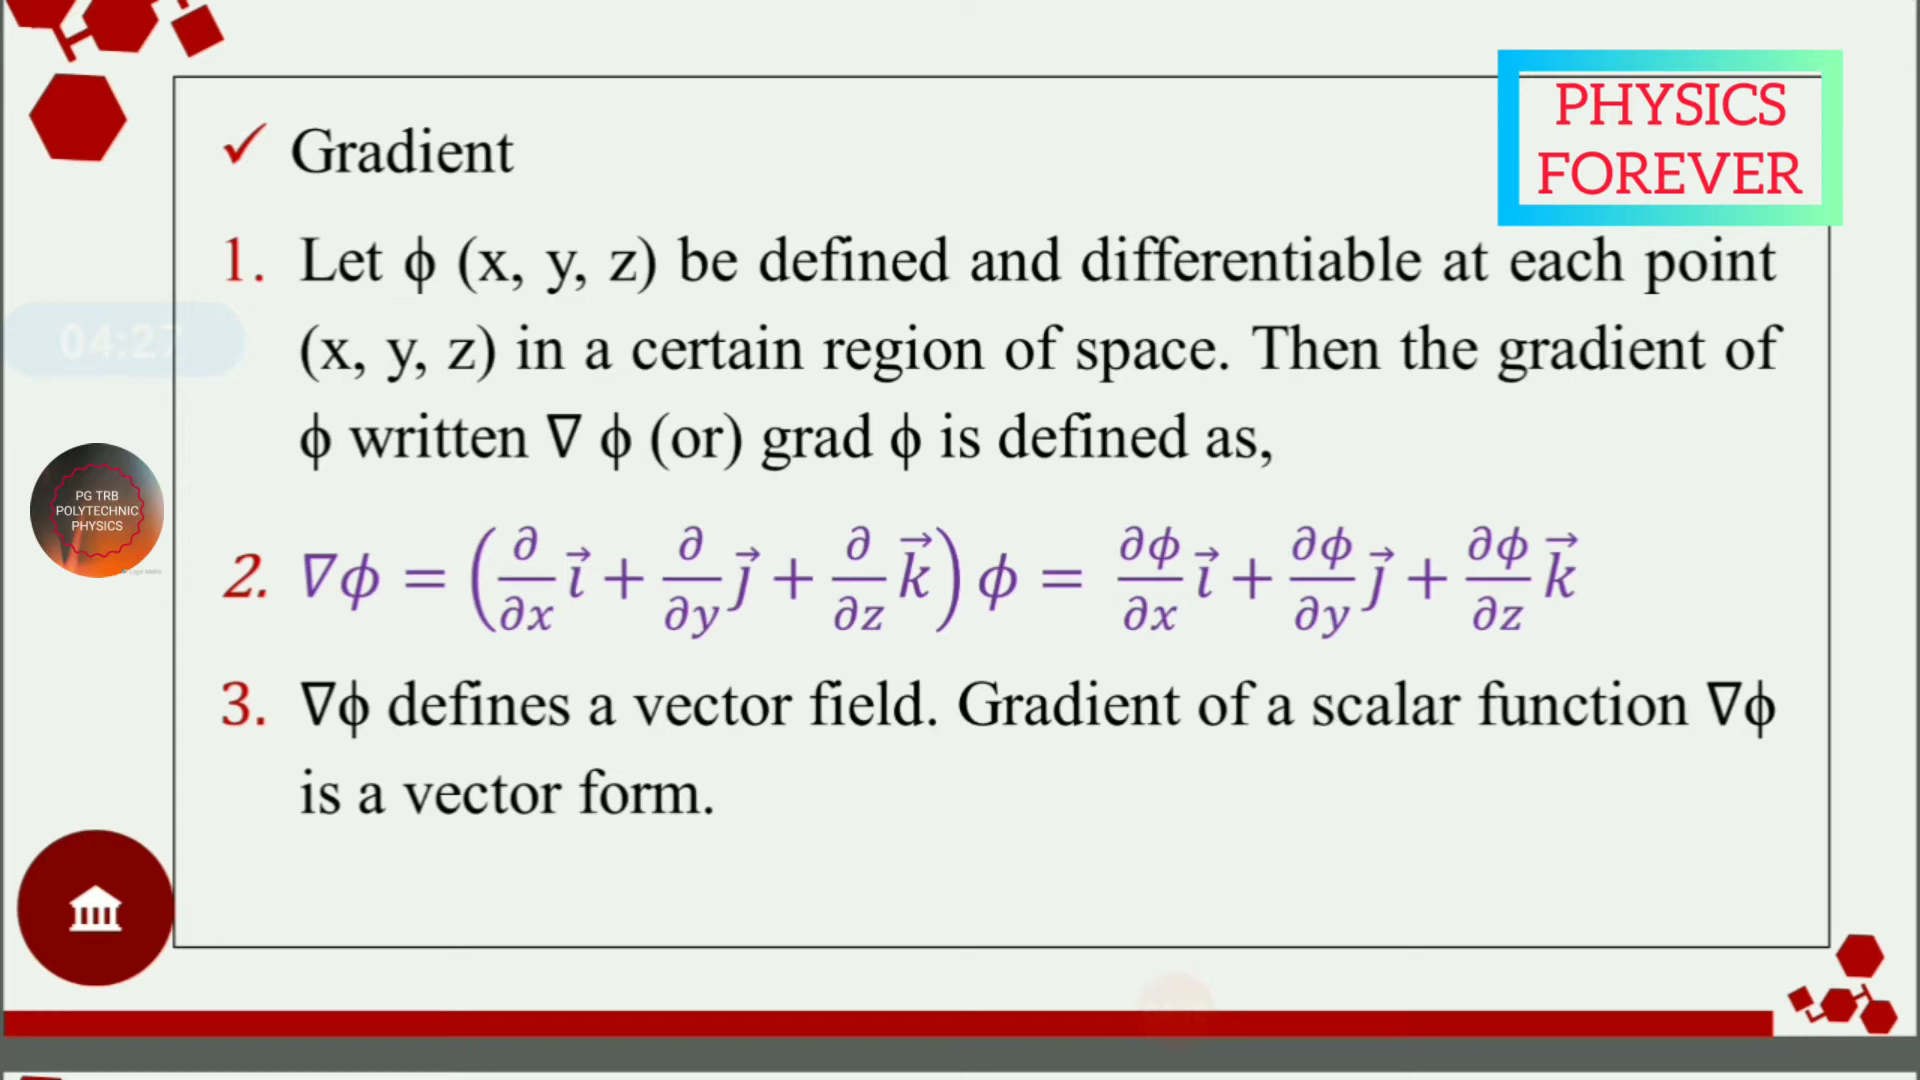 PHYSICS
FOREVER
✓ Gradient
1. Let ϕ (x, y, z) be defined and differentiable at each point
(x, y, z) in a certain region of space. Then the gradient of
ϕ written ∇ ϕ (or) grad ϕ is defined as,
04:27
PG TRB
POLYTECHNIC
PHYSICS
2. ∇ϕ = (∂/∂x i⃗ + ∂/∂y j⃗ + ∂/∂z k⃗) ϕ = ∂ϕ/∂x i⃗ + ∂ϕ/∂y j⃗ + ∂ϕ/∂z k⃗
3. ∇ϕ defines a vector field. Gradient of a scalar function ∇ϕ
is a vector form.